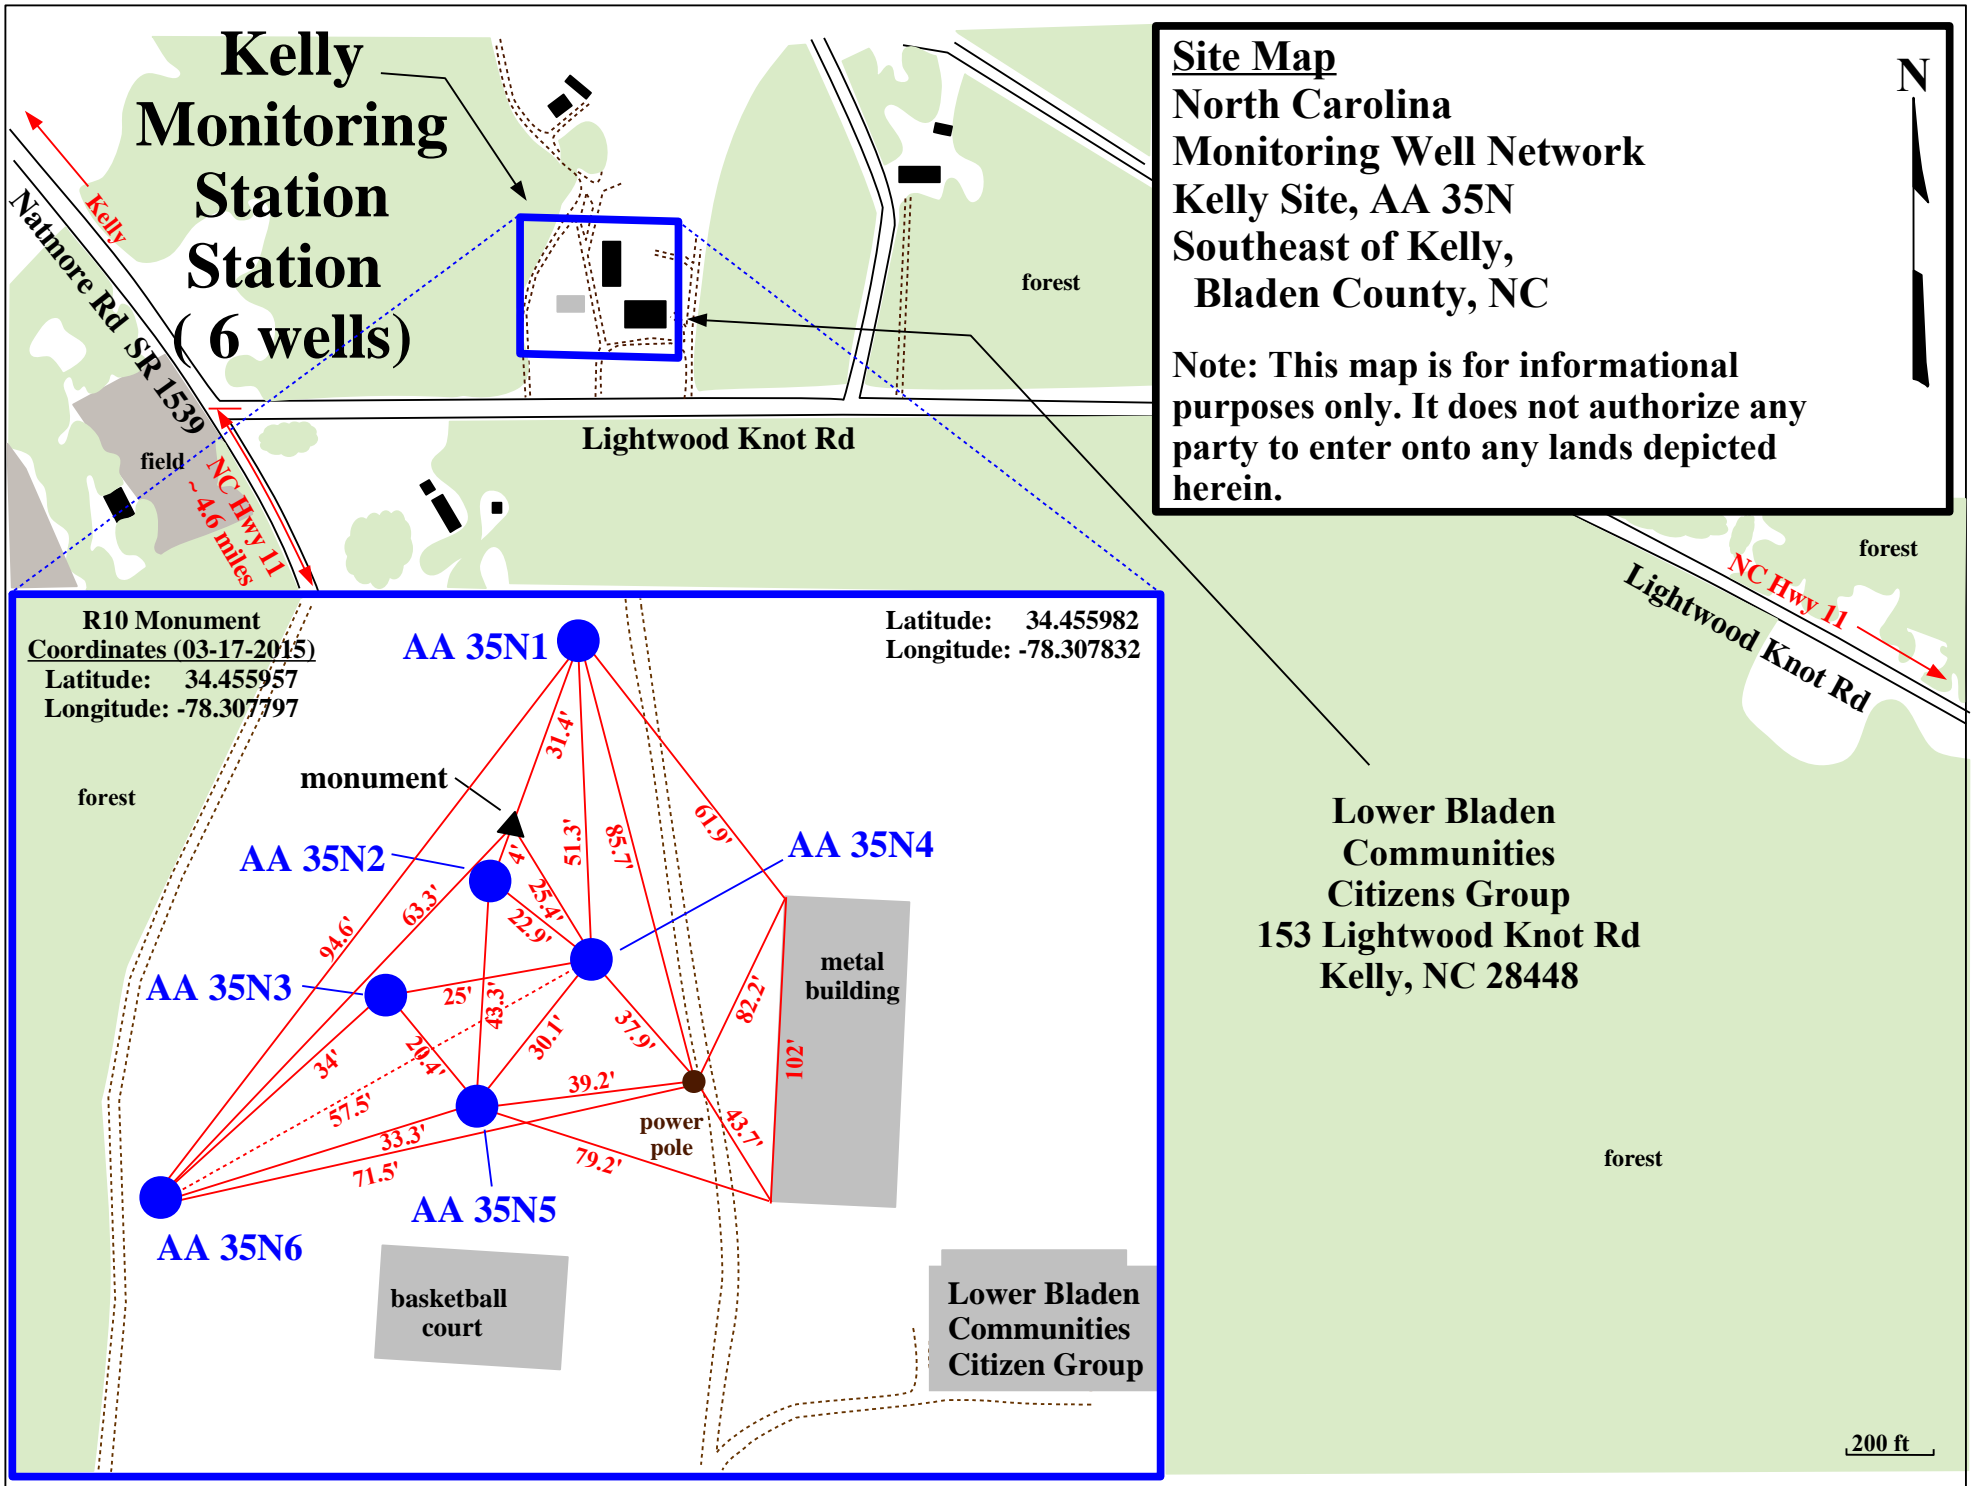 Kelly
Monitoring
Station
Station
( 6 wells)
Site Map
North Carolina
Monitoring Well Network
Kelly Site, AA 35N
Southeast of Kelly,
Bladen County, NC
Note: This map is for informational
purposes only. It does not authorize any
party to enter onto any lands depicted
herein.
N
Kelly
Natmore Rd SR 1539
field
NC Hwy 11
~ 4.6 miles
Lightwood Knot Rd
forest
forest
NC Hwy 11
Lightwood Knot Rd
R10 Monument
Coordinates (03-17-2015)
Latitude: 34.455957
Longitude: -78.307797
Latitude: 34.455982
Longitude: -78.307832
AA 35N1
forest
monument
31.4'
51.3'
85.7'
61.9'
AA 35N2
4'
25.4'
22.9'
AA 35N4
94.6'
63.3'
AA 35N3
25'
43.3'
30.1'
37.9'
82.2'
102'
metal
building
34'
20.4'
57.5'
39.2'
33.3'
71.5'
79.2'
43.7'
power
pole
AA 35N5
AA 35N6
basketball
court
Lower Bladen
Communities
Citizen Group
Lower Bladen
Communities
Citizens Group
153 Lightwood Knot Rd
Kelly, NC 28448
forest
200 ft